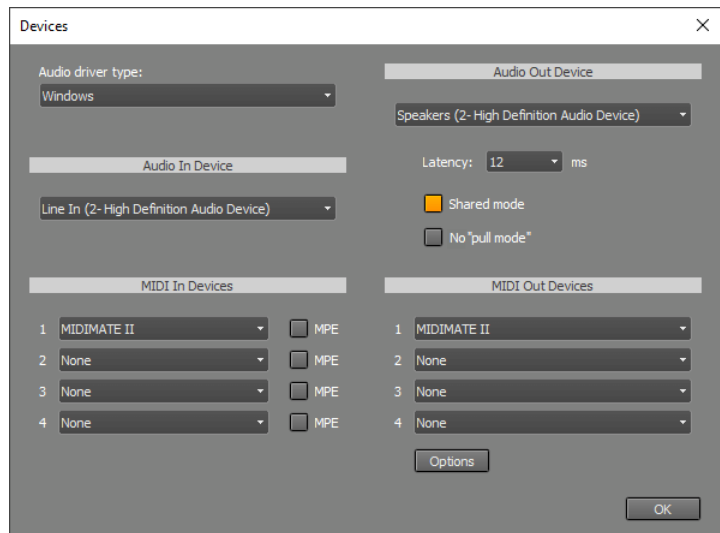 Devices
Audio driver type:
Windows
Audio In Device
Line In (2- High Definition Audio Device)
Audio Out Device
Speakers (2- High Definition Audio Device)
Latency: 12 ms
Shared mode
No "pull mode"
MIDI In Devices
1 MIDIMATE II MPE
2 None MPE
3 None MPE
4 None MPE
MIDI Out Devices
1 MIDIMATE II
2 None
3 None
4 None
Options
OK